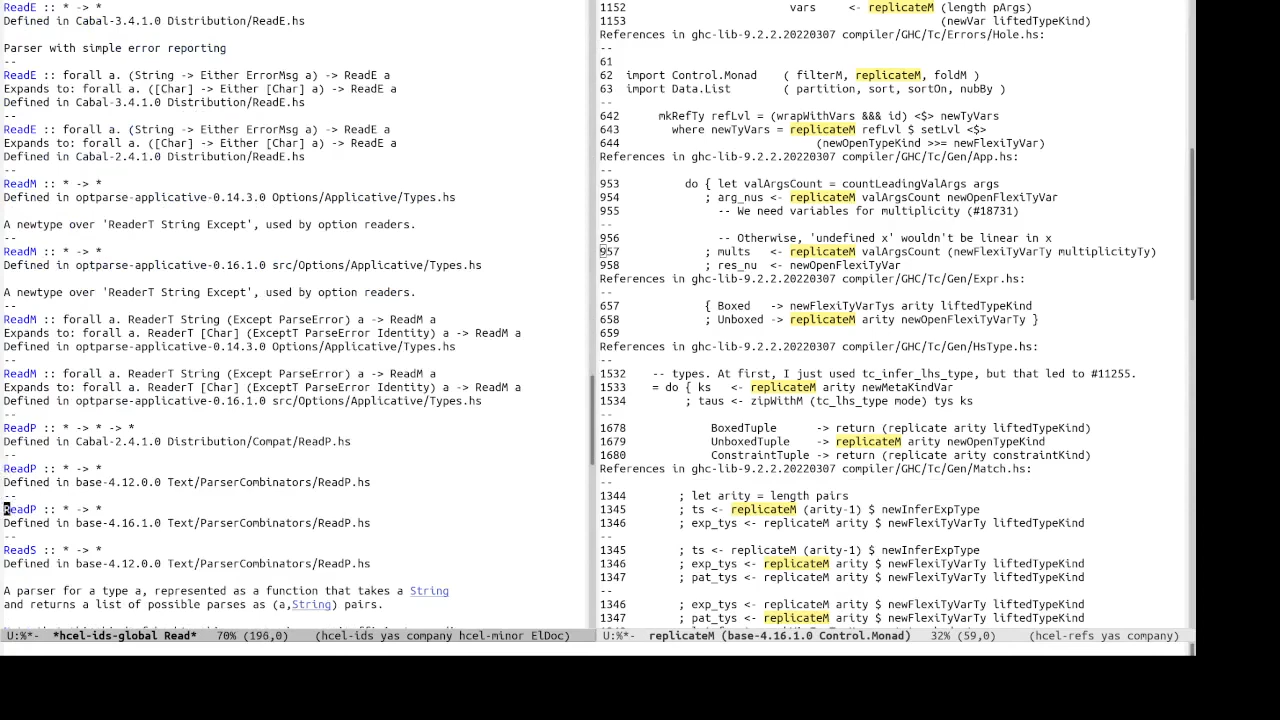 ReadE :: * -> *
Defined in Cabal-3.4.1.0 Distribution/ReadE.hs

Parser with simple error reporting
--
ReadE :: forall a. (String -> Either ErrorMsg a) -> ReadE a
Expands to: forall a. ([Char] -> Either [Char] a) -> ReadE a
Defined in Cabal-3.4.1.0 Distribution/ReadE.hs
--
ReadE :: forall a. (String -> Either ErrorMsg a) -> ReadE a
Expands to: forall a. ([Char] -> Either [Char] a) -> ReadE a
Defined in Cabal-2.4.1.0 Distribution/ReadE.hs
--
ReadM :: * -> *
Defined in optparse-applicative-0.14.3.0 Options/Applicative/Types.hs

A newtype over 'ReaderT String Except', used by option readers.
--
ReadM :: * -> *
Defined in optparse-applicative-0.16.1.0 src/Options/Applicative/Types.hs

A newtype over 'ReaderT String Except', used by option readers.
--
ReadM :: forall a. ReaderT String (Except ParseError) a -> ReadM a
Expands to: forall a. ReaderT [Char] (ExceptT ParseError Identity) a -> ReadM a
Defined in optparse-applicative-0.14.3.0 Options/Applicative/Types.hs
--
ReadM :: forall a. ReaderT String (Except ParseError) a -> ReadM a
Expands to: forall a. ReaderT [Char] (ExceptT ParseError Identity) a -> ReadM a
Defined in optparse-applicative-0.16.1.0 src/Options/Applicative/Types.hs
--
ReadP :: * -> * -> *
Defined in Cabal-2.4.1.0 Distribution/Compat/ReadP.hs
--
ReadP :: * -> *
Defined in base-4.12.0.0 Text/ParserCombinators/ReadP.hs
--
ReadP :: * -> *
Defined in base-4.16.1.0 Text/ParserCombinators/ReadP.hs
--
ReadS :: * -> *
Defined in base-4.12.0.0 Text/ParserCombinators/ReadP.hs

A parser for a type a, represented as a function that takes a String
and returns a list of possible parses as (a,String) pairs.
U:%*-  *hcel-ids-global Read*   70% (196,0)    (hcel-ids yas company hcel-minor ElDoc)
1152                         vars     <- replicateM (length pArgs)
1153                                                (newVar liftedTypeKind)
References in ghc-lib-9.2.2.20220307 compiler/GHC/Tc/Errors/Hole.hs:
--
61
62  import Control.Monad    ( filterM, replicateM, foldM )
63  import Data.List        ( partition, sort, sortOn, nubBy )
--
642      mkRefTy refLvl = (wrapWithVars &&& id) <$> newTyVars
643        where newTyVars = replicateM refLvl $ setLvl <$>
644                              (newOpenTypeKind >>= newFlexiTyVar)
References in ghc-lib-9.2.2.20220307 compiler/GHC/Tc/Gen/App.hs:
--
953          do { let valArgsCount = countLeadingValArgs args
954             ; arg_nus <- replicateM valArgsCount newOpenFlexiTyVar
955               -- We need variables for multiplicity (#18731)
--
956               -- Otherwise, 'undefined x' wouldn't be linear in x
957             ; mults   <- replicateM valArgsCount (newFlexiTyVarTy multiplicityTy)
958             ; res_nu  <- newOpenFlexiTyVar
References in ghc-lib-9.2.2.20220307 compiler/GHC/Tc/Gen/Expr.hs:
--
657             { Boxed   -> newFlexiTyVarTys arity liftedTypeKind
658             ; Unboxed -> replicateM arity newOpenFlexiTyVarTy }
659
References in ghc-lib-9.2.2.20220307 compiler/GHC/Tc/Gen/HsType.hs:
--
1532    -- types. At first, I just used tc_infer_lhs_type, but that led to #11255.
1533    = do { ks   <- replicateM arity newMetaKindVar
1534         ; taus <- zipWithM (tc_lhs_type mode) tys ks
--
1678             BoxedTuple      -> return (replicate arity liftedTypeKind)
1679             UnboxedTuple    -> replicateM arity newOpenTypeKind
1680             ConstraintTuple -> return (replicate arity constraintKind)
References in ghc-lib-9.2.2.20220307 compiler/GHC/Tc/Gen/Match.hs:
--
1344        ; let arity = length pairs
1345        ; ts <- replicateM (arity-1) $ newInferExpType
1346        ; exp_tys <- replicateM arity $ newFlexiTyVarTy liftedTypeKind
--
1345        ; ts <- replicateM (arity-1) $ newInferExpType
1346        ; exp_tys <- replicateM arity $ newFlexiTyVarTy liftedTypeKind
1347        ; pat_tys <- replicateM arity $ newFlexiTyVarTy liftedTypeKind
--
1346        ; exp_tys <- replicateM arity $ newFlexiTyVarTy liftedTypeKind
1347        ; pat_tys <- replicateM arity $ newFlexiTyVarTy liftedTypeKind
U:%*-  replicateM (base-4.16.1.0 Control.Monad)   32% (59,0)     (hcel-refs yas company)